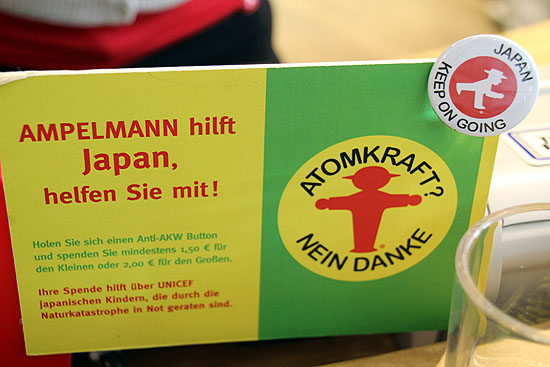 AMPELMANN hilft
Japan,
helfen Sie mit!
Holen Sie sich einen Anti-AKW Button
und spenden Sie mindestens 1,50 € für
den Kleinen oder 2,00 € für den Großen.
Ihre Spende hilft über UNICEF
japanischen Kindern, die durch die
Naturkatastrophe in Not geraten sind.
ATOMKRAFT?
NEIN DANKE
JAPAN
KEEP ON GOING